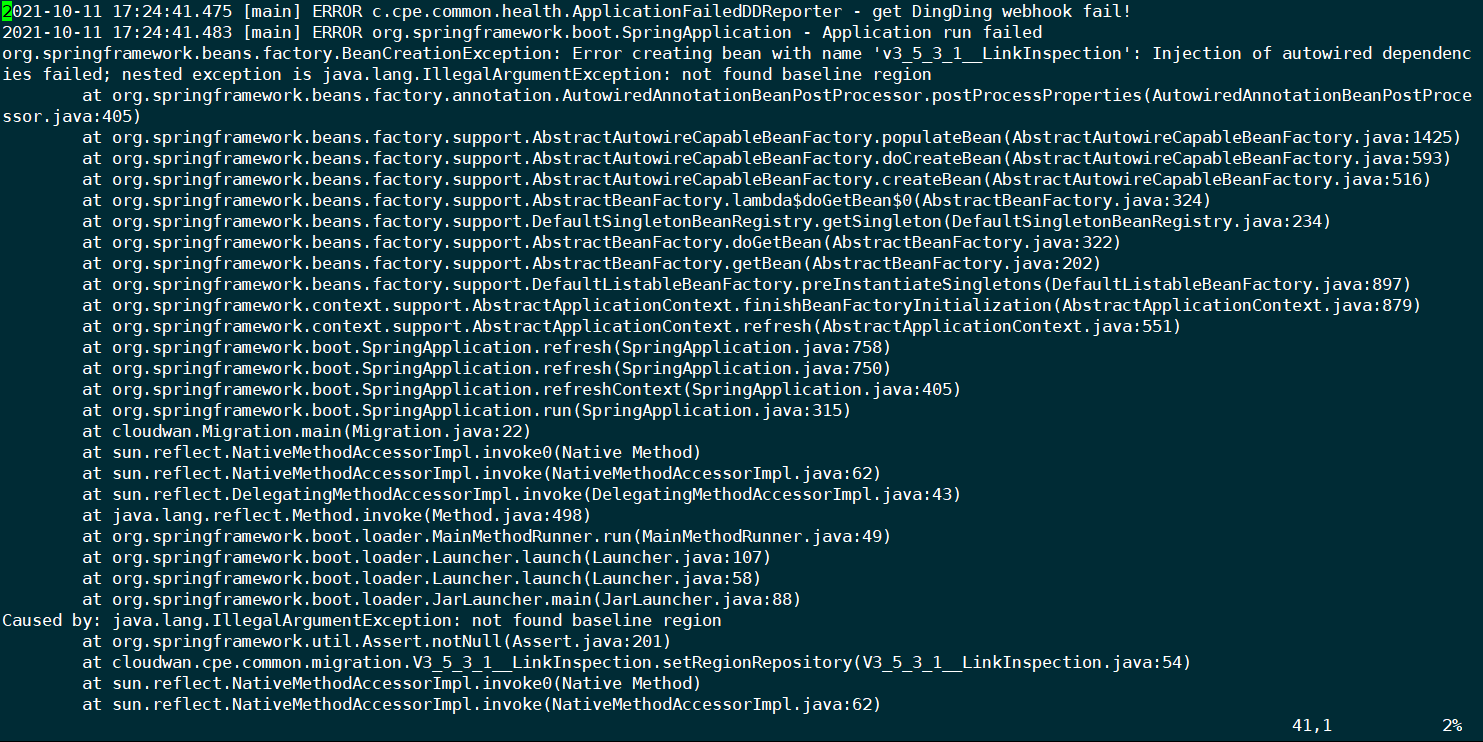 2021-10-11 17:24:41.475 [main] ERROR c.cpe.common.health.ApplicationFailedDDReporter - get DingDing webhook fail!
2021-10-11 17:24:41.483 [main] ERROR org.springframework.boot.SpringApplication - Application run failed
org.springframework.beans.factory.BeanCreationException: Error creating bean with name 'v3_5_3_1__LinkInspection': Injection of autowired dependenc
ies failed; nested exception is java.lang.IllegalArgumentException: not found baseline region
at org.springframework.beans.factory.annotation.AutowiredAnnotationBeanPostProcessor.postProcessProperties(AutowiredAnnotationBeanPostProce
ssor.java:405)
at org.springframework.beans.factory.support.AbstractAutowireCapableBeanFactory.populateBean(AbstractAutowireCapableBeanFactory.java:1425)
at org.springframework.beans.factory.support.AbstractAutowireCapableBeanFactory.doCreateBean(AbstractAutowireCapableBeanFactory.java:593)
at org.springframework.beans.factory.support.AbstractAutowireCapableBeanFactory.createBean(AbstractAutowireCapableBeanFactory.java:516)
at org.springframework.beans.factory.support.AbstractBeanFactory.lambda$doGetBean$0(AbstractBeanFactory.java:324)
at org.springframework.beans.factory.support.DefaultSingletonBeanRegistry.getSingleton(DefaultSingletonBeanRegistry.java:234)
at org.springframework.beans.factory.support.AbstractBeanFactory.doGetBean(AbstractBeanFactory.java:322)
at org.springframework.beans.factory.support.AbstractBeanFactory.getBean(AbstractBeanFactory.java:202)
at org.springframework.beans.factory.support.DefaultListableBeanFactory.preInstantiateSingletons(DefaultListableBeanFactory.java:897)
at org.springframework.context.support.AbstractApplicationContext.finishBeanFactoryInitialization(AbstractApplicationContext.java:879)
at org.springframework.context.support.AbstractApplicationContext.refresh(AbstractApplicationContext.java:551)
at org.springframework.boot.SpringApplication.refresh(SpringApplication.java:758)
at org.springframework.boot.SpringApplication.refresh(SpringApplication.java:750)
at org.springframework.boot.SpringApplication.refreshContext(SpringApplication.java:405)
at org.springframework.boot.SpringApplication.run(SpringApplication.java:315)
at cloudwan.Migration.main(Migration.java:22)
at sun.reflect.NativeMethodAccessorImpl.invoke0(Native Method)
at sun.reflect.NativeMethodAccessorImpl.invoke(NativeMethodAccessorImpl.java:62)
at sun.reflect.DelegatingMethodAccessorImpl.invoke(DelegatingMethodAccessorImpl.java:43)
at java.lang.reflect.Method.invoke(Method.java:498)
at org.springframework.boot.loader.MainMethodRunner.run(MainMethodRunner.java:49)
at org.springframework.boot.loader.Launcher.launch(Launcher.java:107)
at org.springframework.boot.loader.Launcher.launch(Launcher.java:58)
at org.springframework.boot.loader.JarLauncher.main(JarLauncher.java:88)
Caused by: java.lang.IllegalArgumentException: not found baseline region
at org.springframework.util.Assert.notNull(Assert.java:201)
at cloudwan.cpe.common.migration.V3_5_3_1__LinkInspection.setRegionRepository(V3_5_3_1__LinkInspection.java:54)
at sun.reflect.NativeMethodAccessorImpl.invoke0(Native Method)
at sun.reflect.NativeMethodAccessorImpl.invoke(NativeMethodAccessorImpl.java:62)
41,1 2%